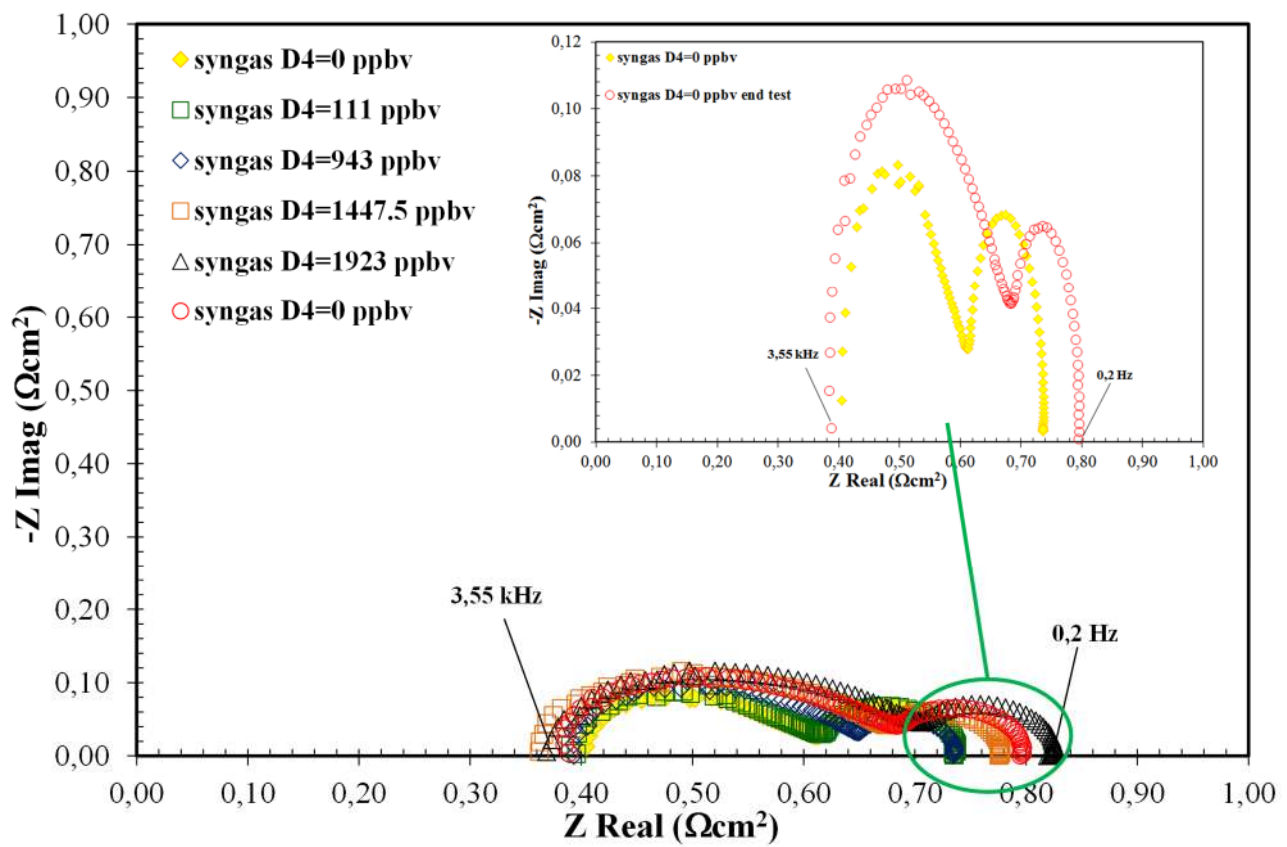 1,00
0,90
0,80
0,70
0,60
0,50
0,40
0,30
0,20
0,10
0,00
-Z Imag (Ωcm²)
syngas D4=0 ppbv
syngas D4=111 ppbv
syngas D4=943 ppbv
syngas D4=1447.5 ppbv
syngas D4=1923 ppbv
syngas D4=0 ppbv
0,12
0,10
0,08
0,06
0,04
0,02
0,00
-Z Imag (Ωcm²)
syngas D4=0 ppbv
syngas D4=0 ppbv end test
3,55 kHz
0,2 Hz
0,00 0,10 0,20 0,30 0,40 0,50 0,60 0,70 0,80 0,90 1,00
Z Real (Ωcm²)
3,55 kHz
0,2 Hz
0,00 0,10 0,20 0,30 0,40 0,50 0,60 0,70 0,80 0,90 1,00
Z Real (Ωcm²)